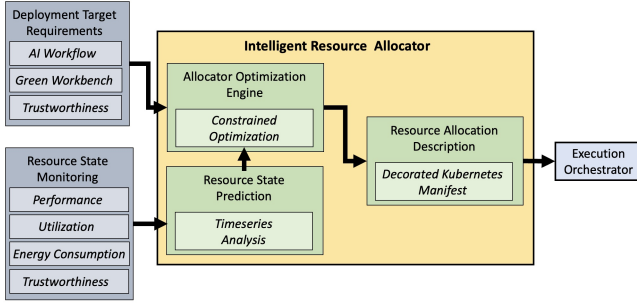 Deployment Target
Requirements
AI Workflow
Green Workbench
Trustworthiness
Resource State
Monitoring
Performance
Utilization
Energy Consumption
Trustworthiness
Intelligent Resource Allocator
Allocator Optimization
Engine
Constrained
Optimization
Resource State
Prediction
Timeseries
Analysis
Resource Allocation
Description
Decorated Kubernetes
Manifest
Execution
Orchestrator